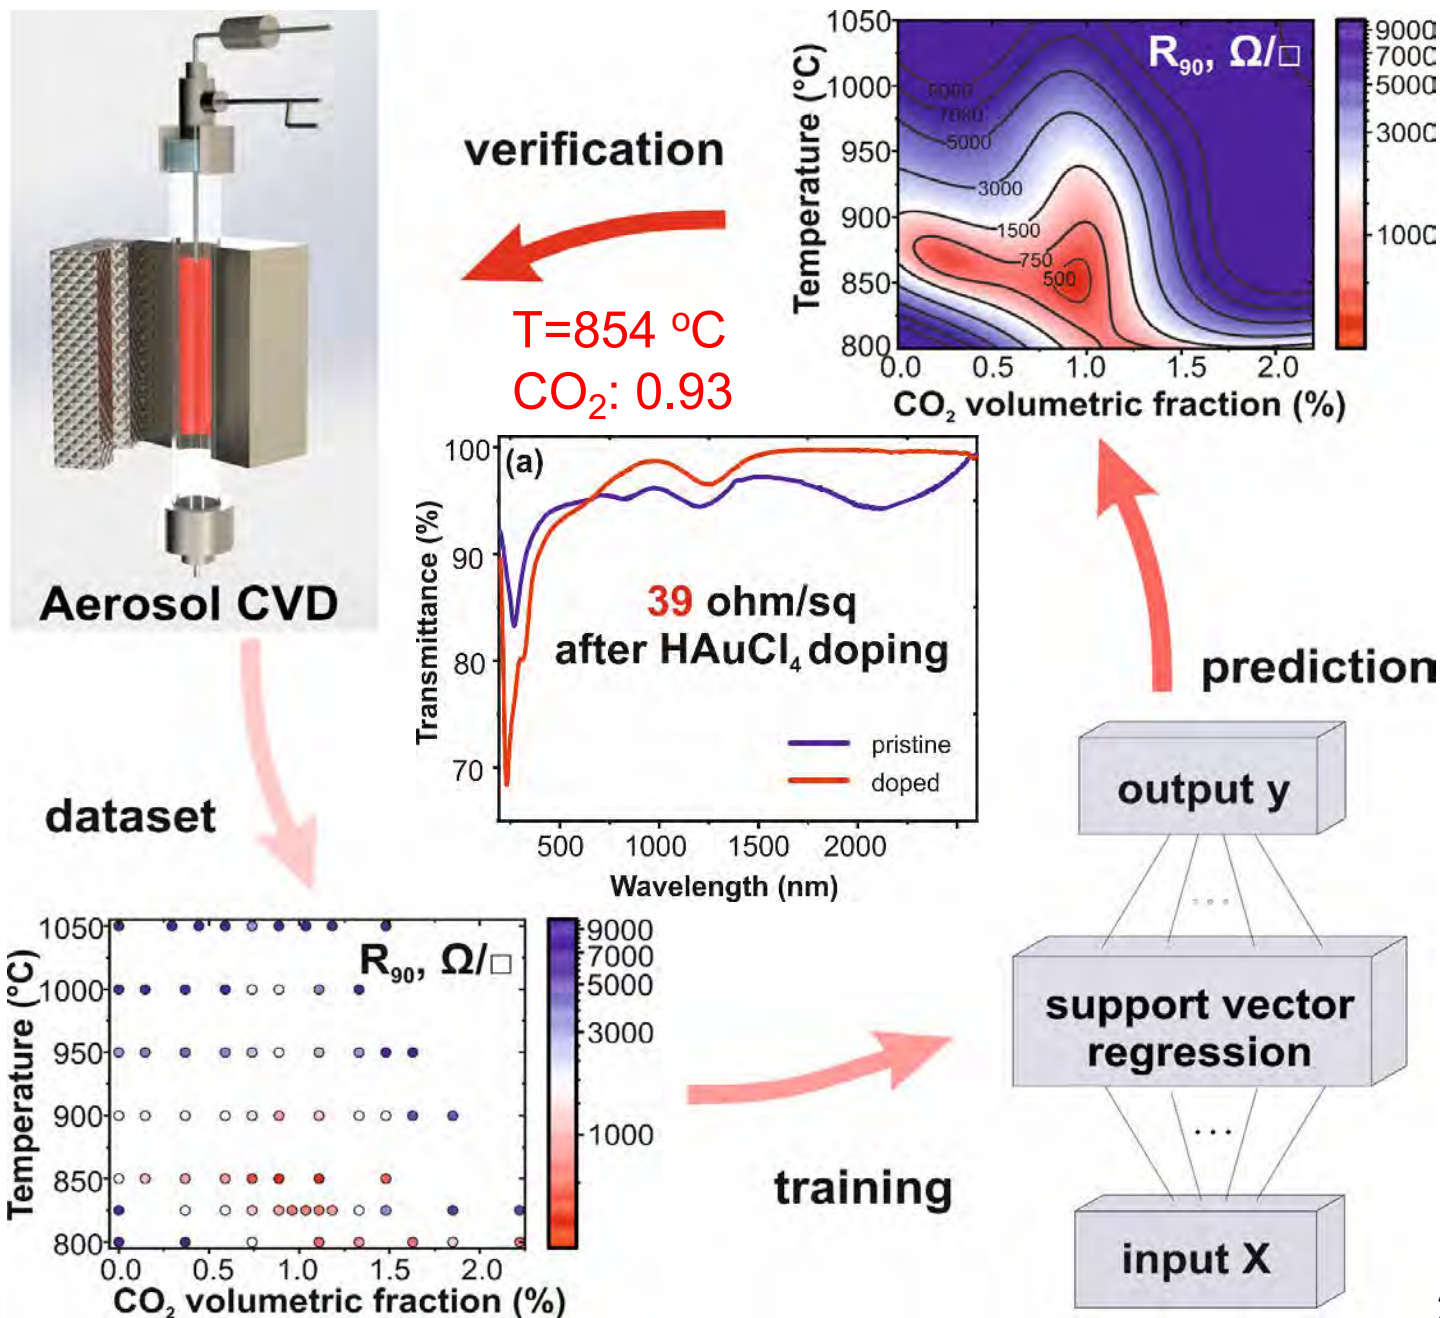 Aerosol CVD
verification
T=854 °C
CO₂: 0.93
Temperature (°C)
1050
1000
950
900
850
800
R₉₀, Ω/□
9000
7000
5000
3000
1500
750
500
0.0 0.5 1.0 1.5 2.0
CO₂ volumetric fraction (%)
9000
7000
5000
3000
1000
(a)
Transmittance (%)
100
90
80
70
39 ohm/sq
after HAuCl₄ doping
pristine
doped
500 1000 1500 2000
Wavelength (nm)
prediction
output y
support vector
regression
input X
dataset
Temperature (°C)
1050
1000
950
900
850
800
R₉₀, Ω/□
0.0 0.5 1.0 1.5 2.0
CO₂ volumetric fraction (%)
9000
7000
5000
3000
1000
training